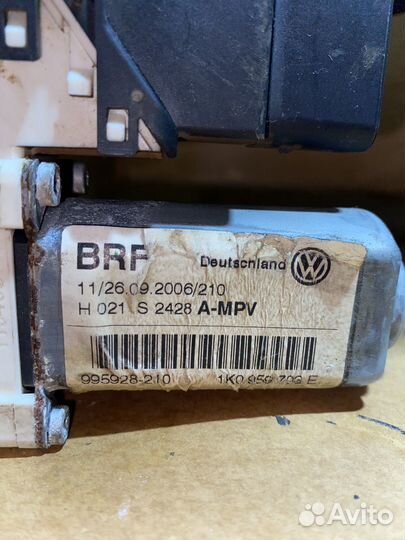 BRF Deutschland
11/26.09.2006/210
H 021 S 2428 A-MPV
995928-210 1K0 959 703 E
Avito